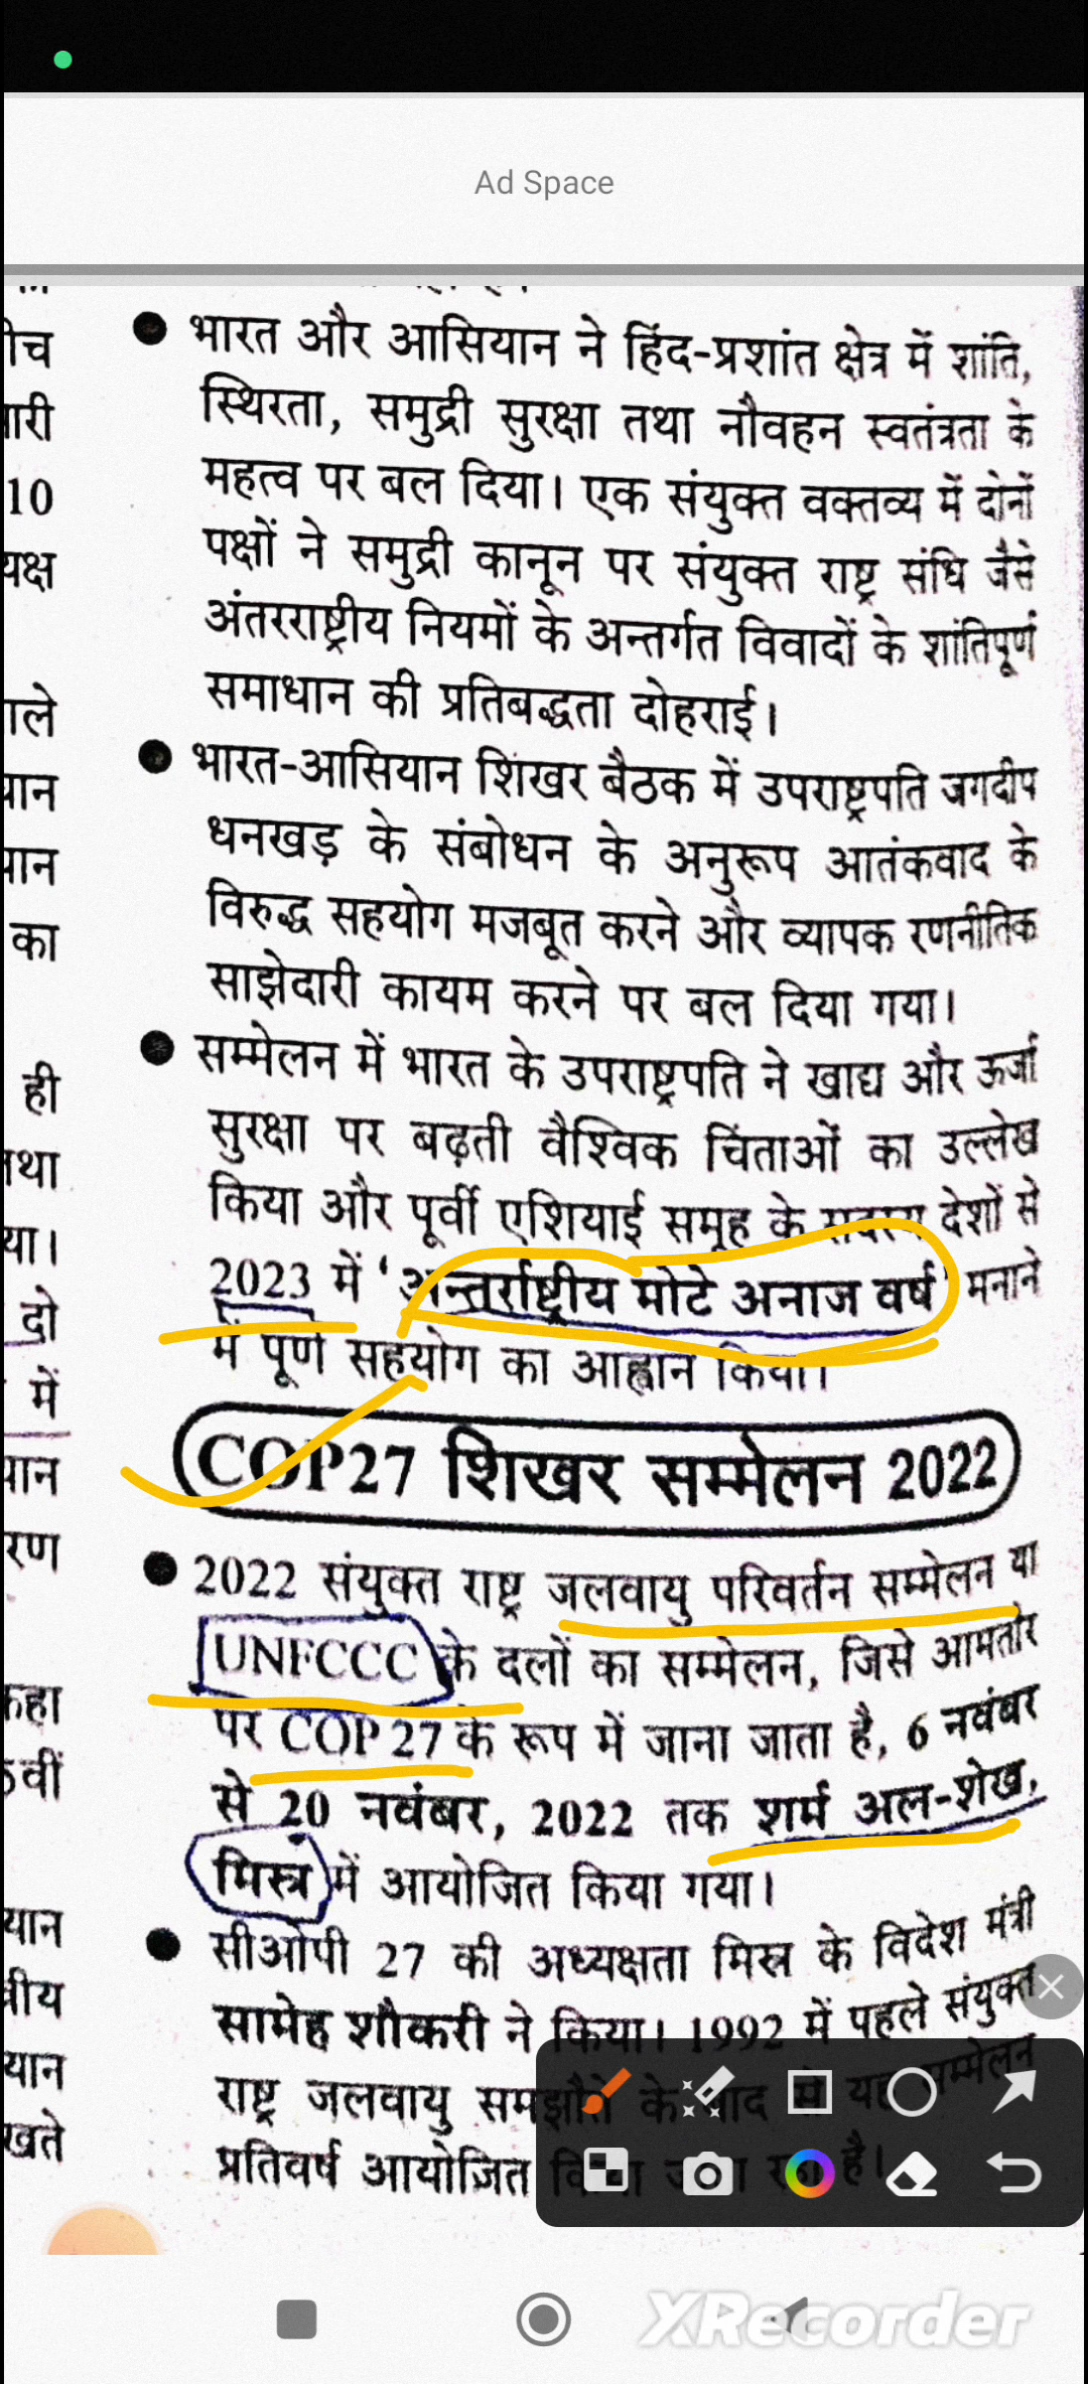 Ad Space
● भारत और आसियान ने हिंद-प्रशांत क्षेत्र में शांति,
स्थिरता, समुद्री सुरक्षा तथा नौवहन स्वतंत्रता के
महत्व पर बल दिया। एक संयुक्त वक्तव्य में दोनों
पक्षों ने समुद्री कानून पर संयुक्त राष्ट्र संधि जैसे
अंतरराष्ट्रीय नियमों के अन्तर्गत विवादों के शांतिपूर्ण
समाधान की प्रतिबद्धता दोहराई।
● भारत-आसियान शिखर बैठक में उपराष्ट्रपति जगदीप
धनखड़ के संबोधन के अनुरूप आतंकवाद के
विरुद्ध सहयोग मजबूत करने और व्यापक रणनीतिक
साझेदारी कायम करने पर बल दिया गया।
● सम्मेलन में भारत के उपराष्ट्रपति ने खाद्य और ऊर्जा
सुरक्षा पर बढ़ती वैश्विक चिंताओं का उल्लेख
किया और पूर्वी एशियाई समूह के सदस्य देशों से
2023 में 'अन्तर्राष्ट्रीय मोटे अनाज वर्ष' मनाने
में पूर्ण सहयोग का आह्वान किया।
COP27 शिखर सम्मेलन 2022
● 2022 संयुक्त राष्ट्र जलवायु परिवर्तन सम्मेलन या
UNFCCC के दलों का सम्मेलन, जिसे आमतौर
पर COP 27 के रूप में जाना जाता है, 6 नवंबर
से 20 नवंबर, 2022 तक शर्म अल-शेख,
मिस्त्र में आयोजित किया गया।
● सीओपी 27 की अध्यक्षता मिस्र के विदेश मंत्री
सामेह शौकरी ने किया। 1992 में पहले संयुक्त
राष्ट्र जलवायु समझौते के बाद से यह सम्मेलन
प्रतिवर्ष आयोजित किया जा रहा है।
XRecorder